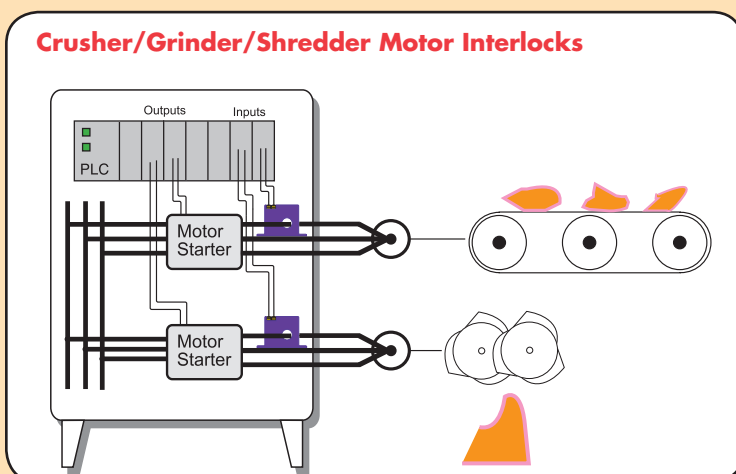 Crusher/Grinder/Shredder Motor Interlocks
Outputs
Inputs
PLC
Motor
Starter
Motor
Starter